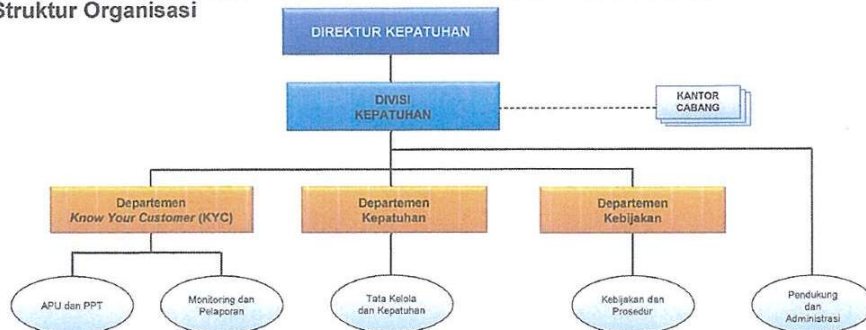 Struktur Organisasi
DIREKTUR KEPATUHAN
DIVISI
KEPATUHAN
KANTOR
CABANG
Departemen
Know Your Customer (KYC)
Departemen
Kepatuhan
Departemen
Kebijakan
APU dan PPT
Monitoring dan
Pelaporan
Tata Kelola
dan Kepatuhan
Kebijakan dan
Prosedur
Pendukung
dan
Administrasi